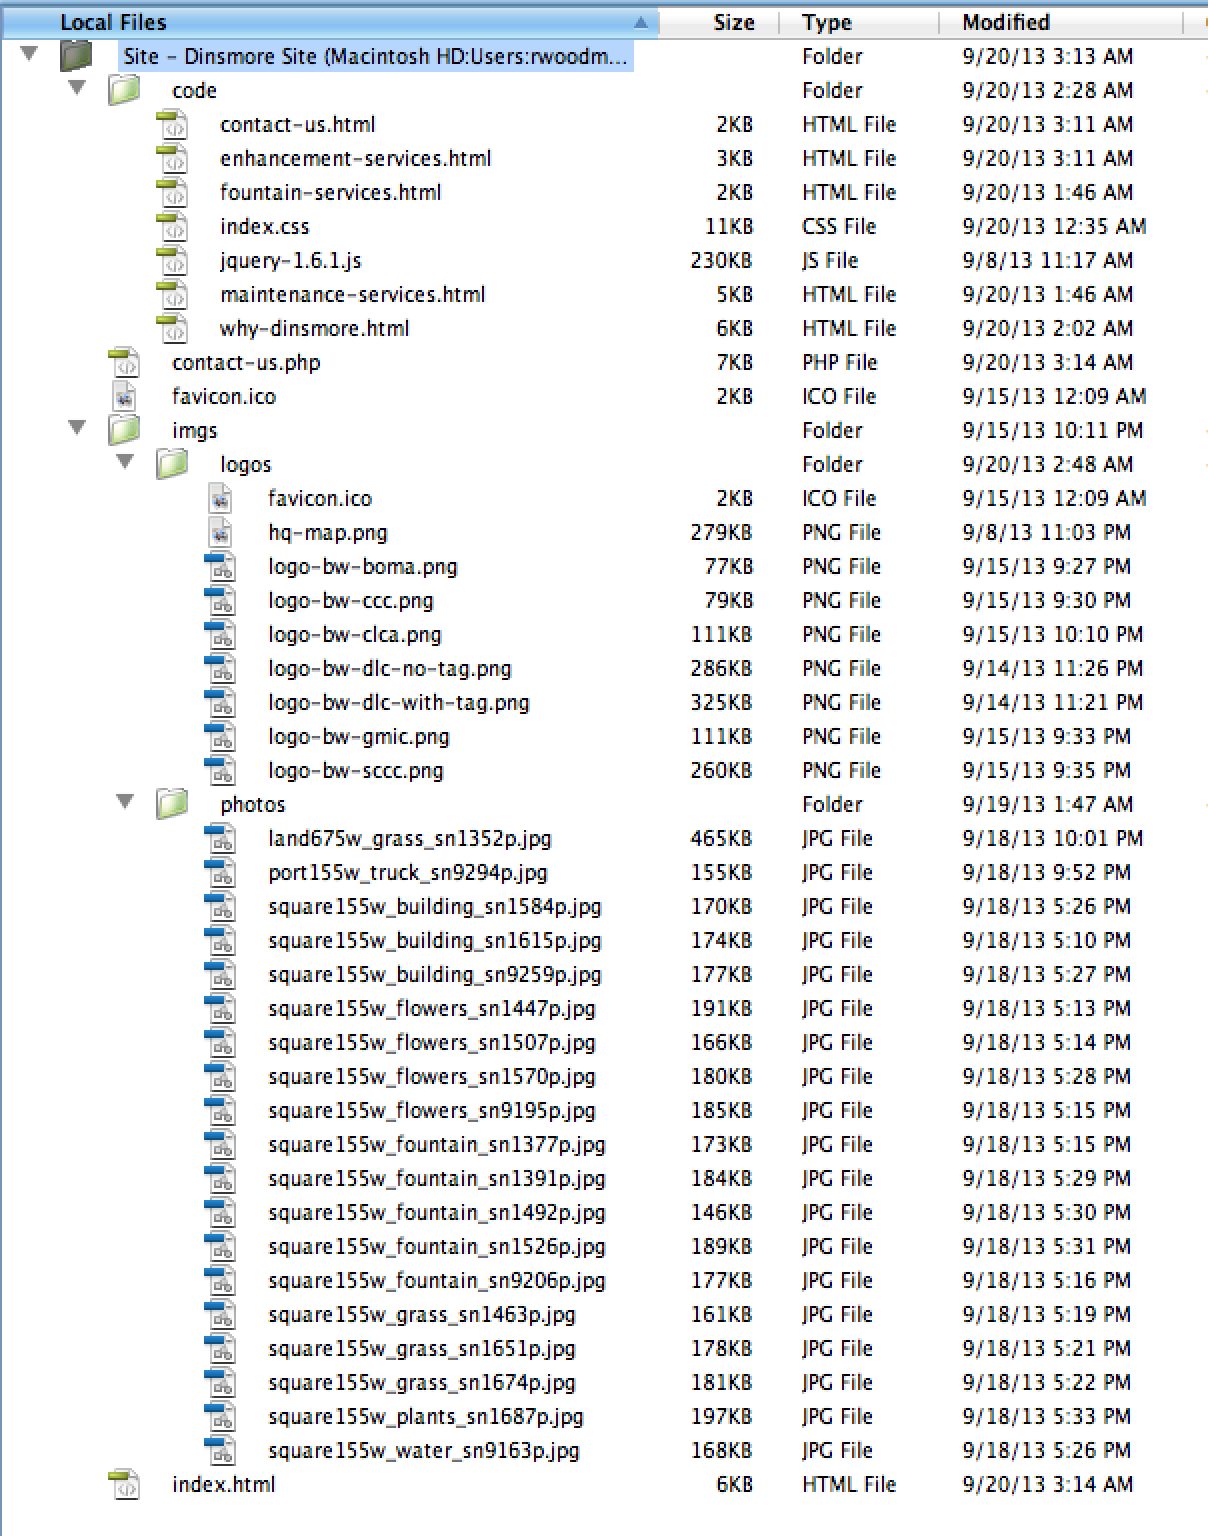 Local Files Size Type Modified
Site – Dinsmore Site (Macintosh HD:Users:rwoodm... Folder 9/20/13 3:13 AM
code Folder 9/20/13 2:28 AM
contact-us.html 2KB HTML File 9/20/13 3:11 AM
enhancement-services.html 3KB HTML File 9/20/13 3:11 AM
fountain-services.html 2KB HTML File 9/20/13 1:46 AM
index.css 11KB CSS File 9/20/13 12:35 AM
jquery-1.6.1.js 230KB JS File 9/8/13 11:17 AM
maintenance-services.html 5KB HTML File 9/20/13 1:46 AM
why-dinsmore.html 6KB HTML File 9/20/13 2:02 AM
contact-us.php 7KB PHP File 9/20/13 3:14 AM
favicon.ico 2KB ICO File 9/15/13 12:09 AM
imgs Folder 9/15/13 10:11 PM
logos Folder 9/20/13 2:48 AM
favicon.ico 2KB ICO File 9/15/13 12:09 AM
hq-map.png 279KB PNG File 9/8/13 11:03 PM
logo-bw-boma.png 77KB PNG File 9/15/13 9:27 PM
logo-bw-ccc.png 79KB PNG File 9/15/13 9:30 PM
logo-bw-clca.png 111KB PNG File 9/15/13 10:10 PM
logo-bw-dlc-no-tag.png 286KB PNG File 9/14/13 11:26 PM
logo-bw-dlc-with-tag.png 325KB PNG File 9/14/13 11:21 PM
logo-bw-gmic.png 111KB PNG File 9/15/13 9:33 PM
logo-bw-sccc.png 260KB PNG File 9/15/13 9:35 PM
photos Folder 9/19/13 1:47 AM
land675w_grass_sn1352p.jpg 465KB JPG File 9/18/13 10:01 PM
port155w_truck_sn9294p.jpg 155KB JPG File 9/18/13 9:52 PM
square155w_building_sn1584p.jpg 170KB JPG File 9/18/13 5:26 PM
square155w_building_sn1615p.jpg 174KB JPG File 9/18/13 5:10 PM
square155w_building_sn9259p.jpg 177KB JPG File 9/18/13 5:27 PM
square155w_flowers_sn1447p.jpg 191KB JPG File 9/18/13 5:13 PM
square155w_flowers_sn1507p.jpg 166KB JPG File 9/18/13 5:14 PM
square155w_flowers_sn1570p.jpg 180KB JPG File 9/18/13 5:28 PM
square155w_flowers_sn9195p.jpg 185KB JPG File 9/18/13 5:15 PM
square155w_fountain_sn1377p.jpg 173KB JPG File 9/18/13 5:15 PM
square155w_fountain_sn1391p.jpg 184KB JPG File 9/18/13 5:29 PM
square155w_fountain_sn1492p.jpg 146KB JPG File 9/18/13 5:30 PM
square155w_fountain_sn1526p.jpg 189KB JPG File 9/18/13 5:31 PM
square155w_fountain_sn9206p.jpg 177KB JPG File 9/18/13 5:16 PM
square155w_grass_sn1463p.jpg 161KB JPG File 9/18/13 5:19 PM
square155w_grass_sn1651p.jpg 178KB JPG File 9/18/13 5:21 PM
square155w_grass_sn1674p.jpg 181KB JPG File 9/18/13 5:22 PM
square155w_plants_sn1687p.jpg 197KB JPG File 9/18/13 5:33 PM
square155w_water_sn9163p.jpg 168KB JPG File 9/18/13 5:26 PM
index.html 6KB HTML File 9/20/13 3:14 AM